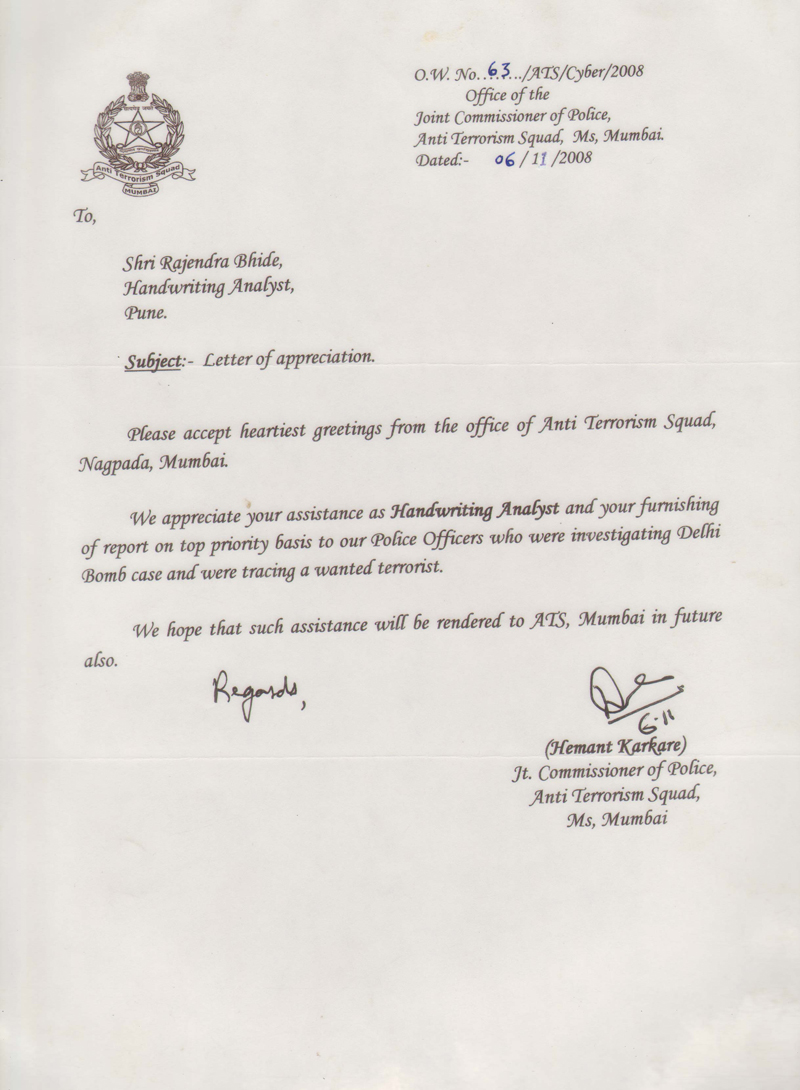 O.W. No. 63 /ATS/Cyber/2008
Office of the
Joint Commissioner of Police,
Anti Terrorism Squad, Ms, Mumbai.
Dated:- 06 / 11 /2008
Anti Terrorism Squad
MUMBAI
To,
Shri Rajendra Bhide,
Handwriting Analyst,
Pune.
Subject:- Letter of appreciation.
Please accept heartiest greetings from the office of Anti Terrorism Squad,
Nagpada, Mumbai.
We appreciate your assistance as Handwriting Analyst and your furnishing
of report on top priority basis to our Police Officers who were investigating Delhi
Bomb case and were tracing a wanted terrorist.
We hope that such assistance will be rendered to ATS, Mumbai in future
also.
Regards,
6-11
(Hemant Karkare)
Jt. Commissioner of Police,
Anti Terrorism Squad,
Ms, Mumbai